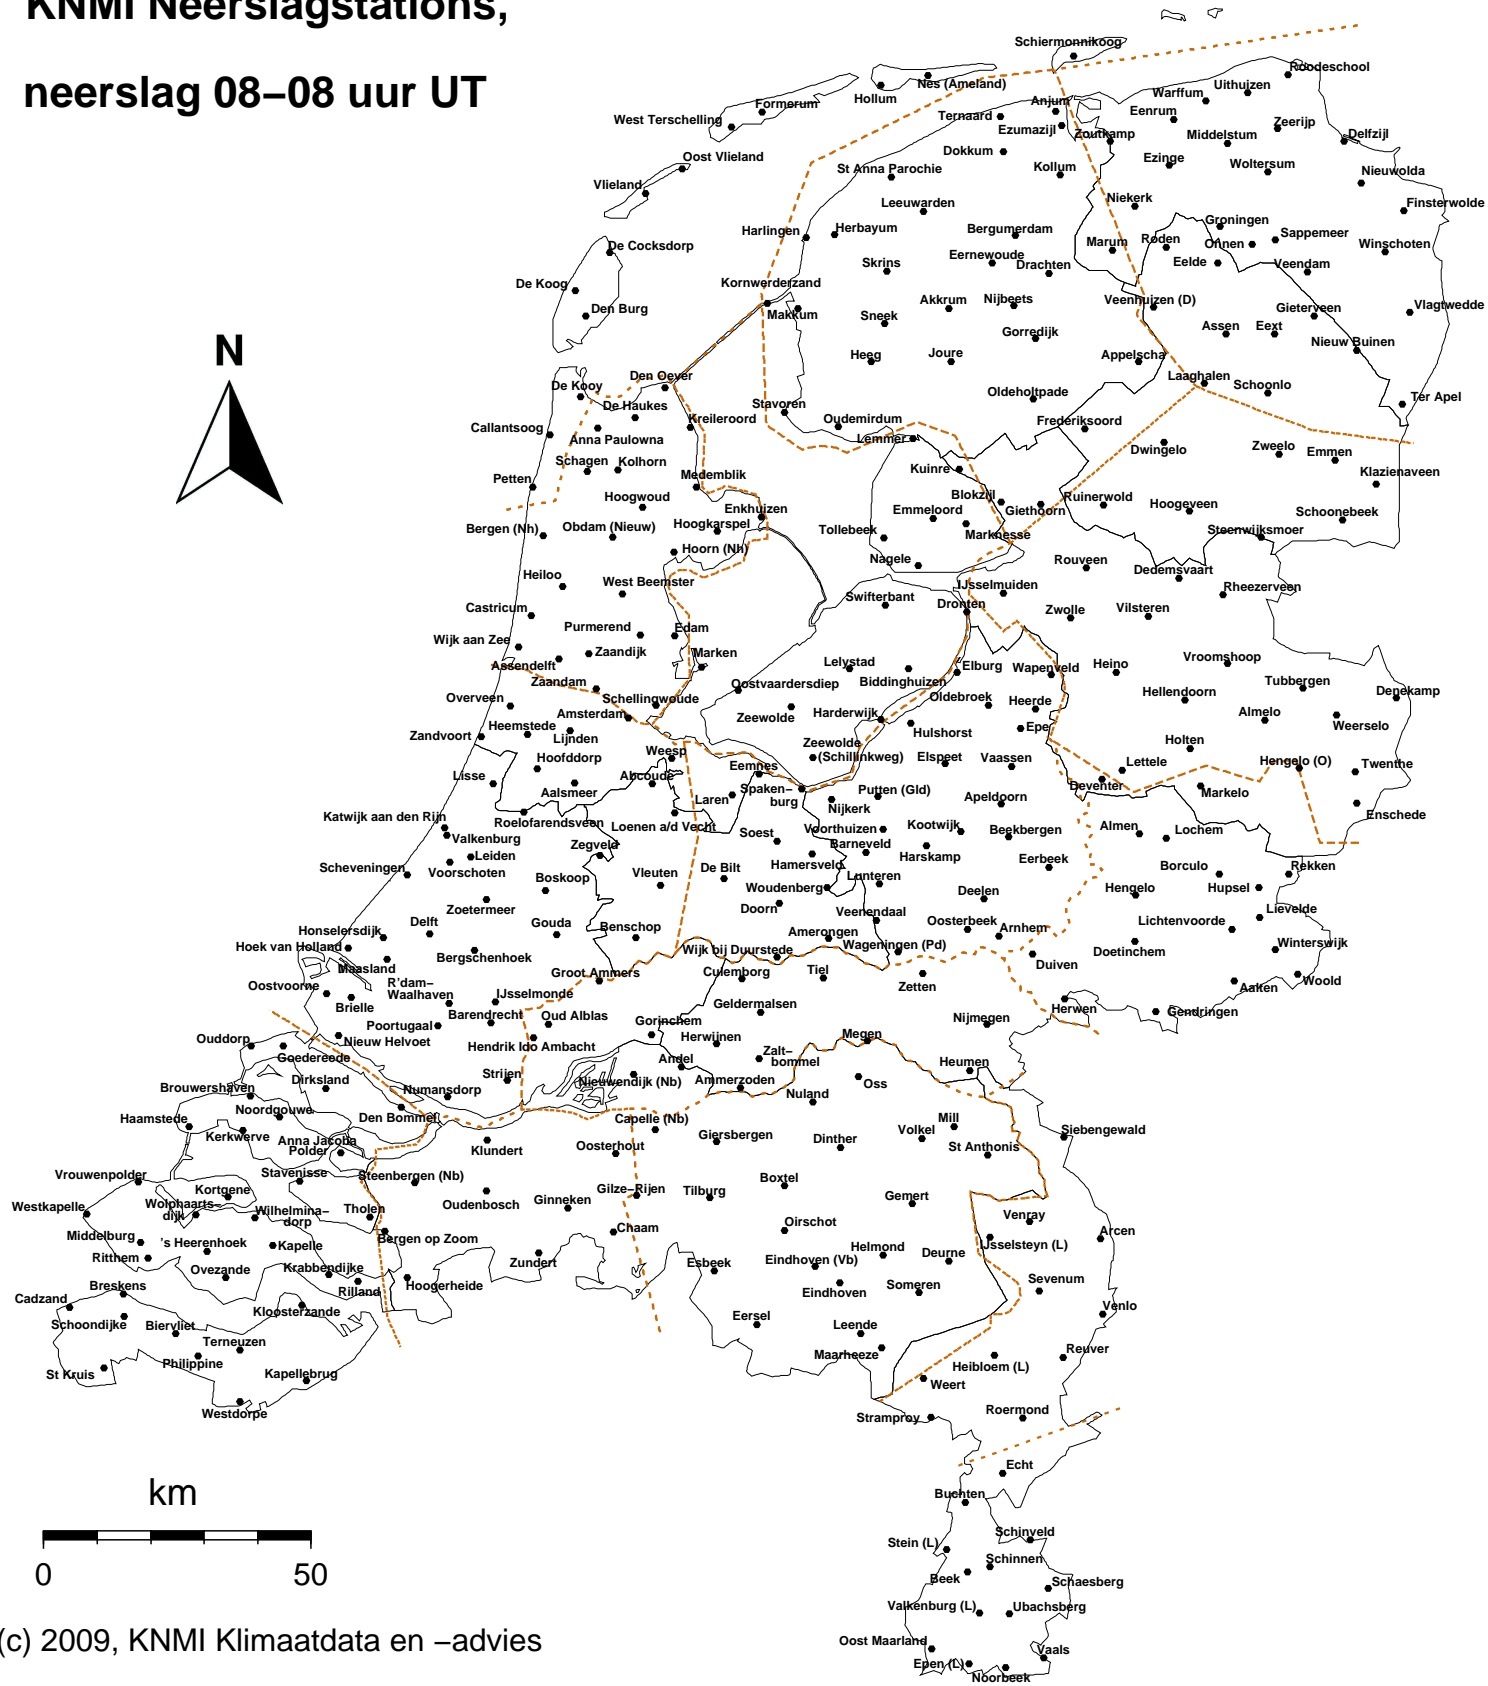 KNMI Neerslagstations,
neerslag 08–08 uur UT
N
Schiermonnikoog
Roodeschool
Nes (Ameland)
Hollum
Uithuizen
Warffum
Formerum
Anjum
Eenrum
West Terschelling
Ternaard
Ezumazijl
Zoutkamp
Middelstum
Zeerijp
Delfzijl
Dokkum
Oost Vlieland
Ezinge
Woltersum
St Anna Parochie
Kollum
Nieuwolda
Vlieland
Niekerk
Leeuwarden
Finsterwolde
Groningen
Harlingen
Herbayum
Bergumerdam
Sappemeer
Marum
Roden
Onnen
Winschoten
De Cocksdorp
Eernewoude
Skrins
Drachten
Eelde
Veendam
De Koog
Kornwerderzand
Den Burg
Makkum
Akkrum
Nijbeets
Veenhuizen (D)
Gieterveen
Vlagtwedde
Sneek
Gorredijk
Assen
Eext
Nieuw Buinen
Heeg
Joure
Appelscha
Den Oever
De Kooy
Laaghalen
Schoonlo
Oldeholtpade
Ter Apel
De Haukes
Stavoren
Kreileroord
Oudemirdum
Frederiksoord
Callantsoog
Anna Paulowna
Lemmer
Dwingelo
Zweelo
Emmen
Schagen
Kolhorn
Kuinre
Klazienaveen
Petten
Medemblik
Hoogwoud
Blokzijl
Ruinerwold
Enkhuizen
Emmeloord
Giethoorn
Hoogeveen
Schoonebeek
Bergen (Nh)
Obdam (Nieuw)
Hoogkarspel
Tollebeek
Marknesse
Steenwijksmoer
Hoorn (Nh)
Nagele
Rouveen
Dedemsvaart
Heiloo
West Beemster
IJsselmuiden
Rheezerveen
Swifterbant
Dronten
Castricum
Zwolle
Vilsteren
Purmerend
Edam
Wijk aan Zee
Zaandijk
Marken
Assendelft
Lelystad
Elburg
Wapenveld
Heino
Vroomshoop
Zaandam
Oostvaardersdiep
Biddinghuizen
Tubbergen
Overveen
Schellingwoude
Oldebroek
Heerde
Hellendoorn
Denekamp
Amsterdam
Zeewolde
Harderwijk
Almelo
Weerselo
Heemstede
Hulshorst
Epe
Zandvoort
Lijnden
Zeewolde
(Schillinkweg)
Holten
Weesp
Elspeet
Vaassen
Hoofddorp
Eemnes
Lettele
Hengelo (O)
Twenthe
Lisse
Abcoude
Aalsmeer
Spaken–
burg
Putten (Gld)
Deventer
Markelo
Laren
Nijkerk
Apeldoorn
Enschede
Katwijk aan den Rijn
Roelofarendsveen
Loenen a/d Vecht
Voorthuizen
Kootwijk
Beekbergen
Almen
Lochem
Valkenburg
Soest
Barneveld
Zegveld
Leiden
Harskamp
Eerbeek
Scheveningen
Voorschoten
Hamersveld
Borculo
Rekken
Boskoop
Vleuten
De Bilt
Lunteren
Woudenberg
Deelen
Hengelo
Hupsel
Zoetermeer
Doorn
Lievelde
Delft
Gouda
Benschop
Veenendaal
Oosterbeek
Arnhem
Lichtenvoorde
Honselersdijk
Amerongen
Wageningen (Pd)
Winterswijk
Hoek van Holland
Bergschenhoek
Wijk bij Duurstede
Doetinchem
Maasland
Groot Ammers
Culemborg
Tiel
Duiven
R'dam–
Waalhaven
Oostvoorne
Zetten
Woold
Aalten
IJsselmonde
Brielle
Geldermalsen
Herwen
Gendringen
Barendrecht
Oud Alblas
Poortugaal
Gorinchem
Nijmegen
Nieuw Helvoet
Ouddorp
Herwijnen
Megen
Hendrik Ido Ambacht
Goedereede
Andel
Zalt–
bommel
Heumen
Strijen
Nieuwendijk (Nb)
Ammerzoden
Dirksland
Brouwershaven
Numansdorp
Oss
Nuland
Noordgouwe
Den Bommel
Haamstede
Capelle (Nb)
Mill
Kerkwerve
Anna Jacoba
Polder
Giersbergen
Dinther
Volkel
Siebengewald
Klundert
Oosterhout
St Anthonis
Vrouwenpolder
Stavenisse
Steenbergen (Nb)
Boxtel
Kortgene
Oudenbosch
Ginneken
Gilze–Rijen
Tilburg
Gemert
Westkapelle
Wolphaarts–
dijk
Wilhelmina–
dorp
Tholen
Venray
Chaam
Oirschot
Arcen
Middelburg
's Heerenhoek
Kapelle
Bergen op Zoom
IJsselsteyn (L)
Ritthem
Zundert
Esbeek
Eindhoven (Vb)
Helmond
Deurne
Ovezande
Krabbendijke
Breskens
Rilland
Hoogerheide
Eindhoven
Someren
Sevenum
Cadzand
Kloosterzande
Venlo
Schoondijke
Biervliet
Eersel
Leende
Terneuzen
Maarheeze
Reuver
Philippine
Heibloem (L)
St Kruis
Kapellebrug
Weert
Westdorpe
Stramproy
Roermond
Echt
Buchten
km
Schinveld
Stein (L)
Schinnen
0
50
Beek
Schaesberg
Valkenburg (L)
Ubachsberg
(c) 2009, KNMI Klimaatdata en –advies
Oost Maarland
Vaals
Epen (L)
Noorbeek